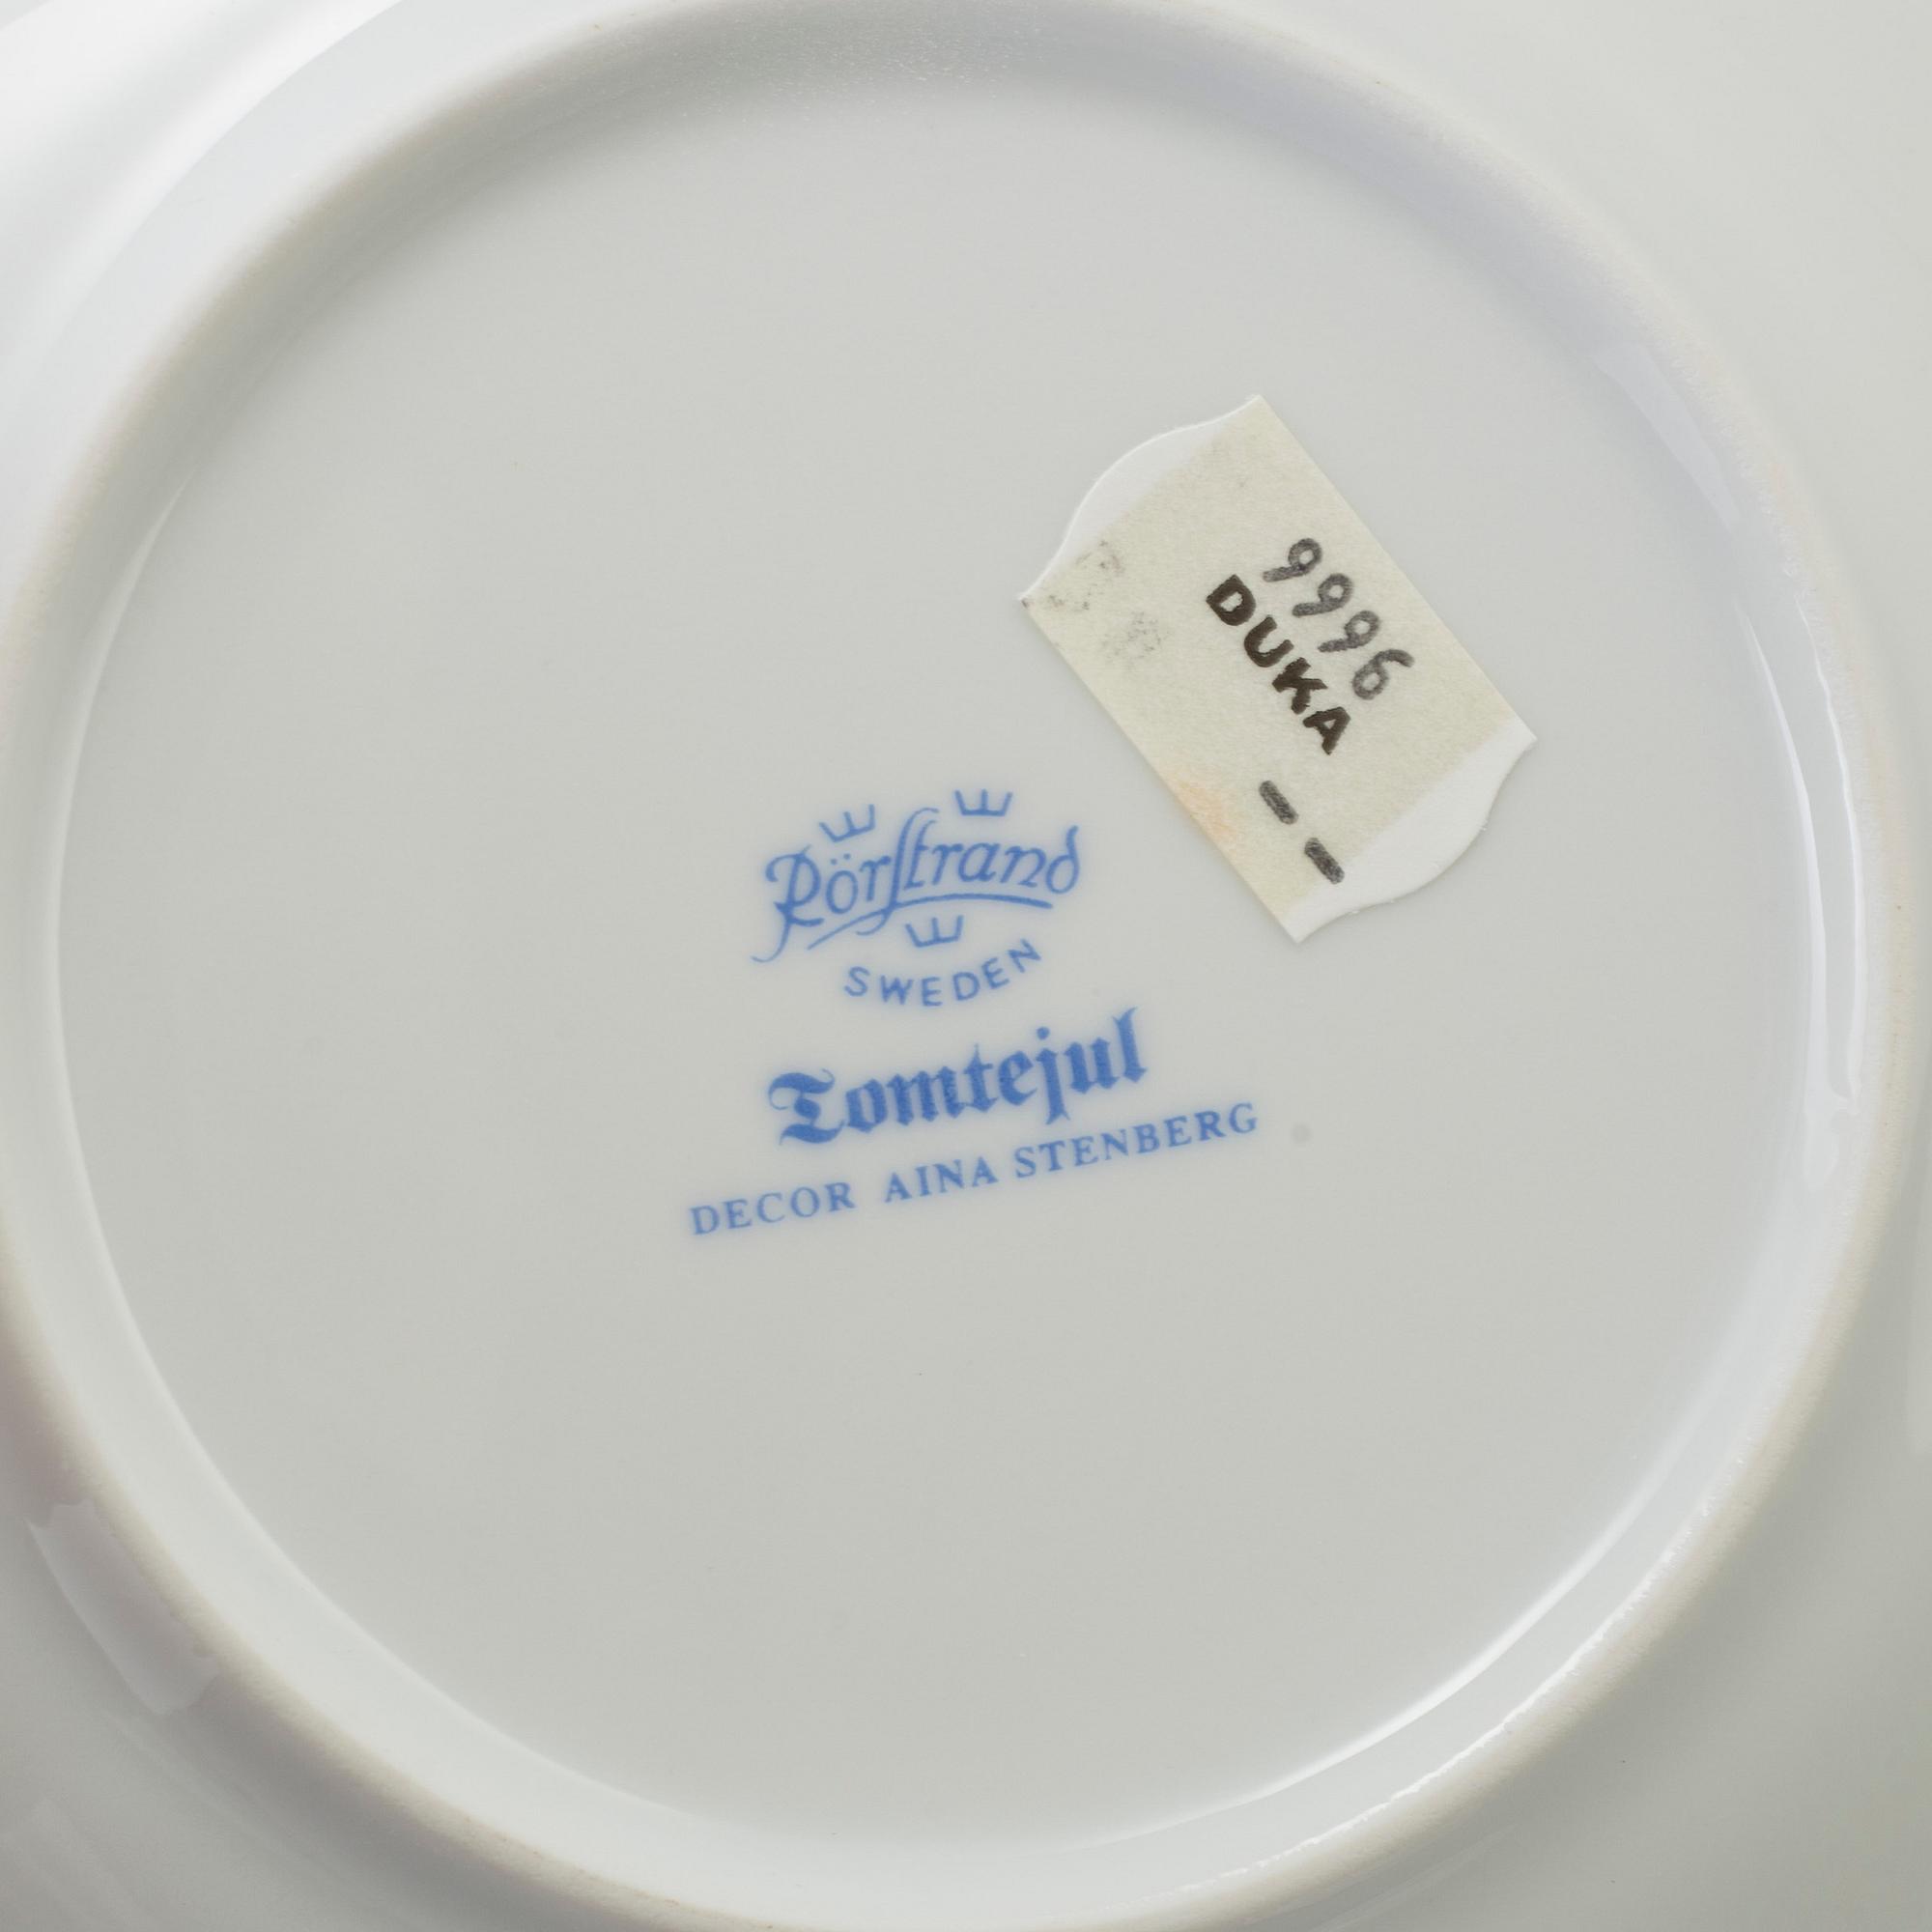 9996
DUKA
--
Rörstrand
SWEDEN
Tomtejul
DECOR AINA STENBERG